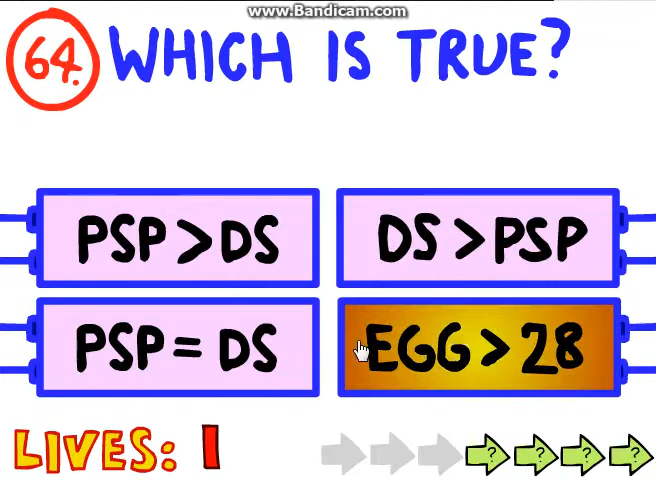 www.Bandicam.com
64. WHICH IS TRUE?
PSP>DS
DS>PSP
PSP=DS
EGG>28
LIVES: 1
? ? ? ?